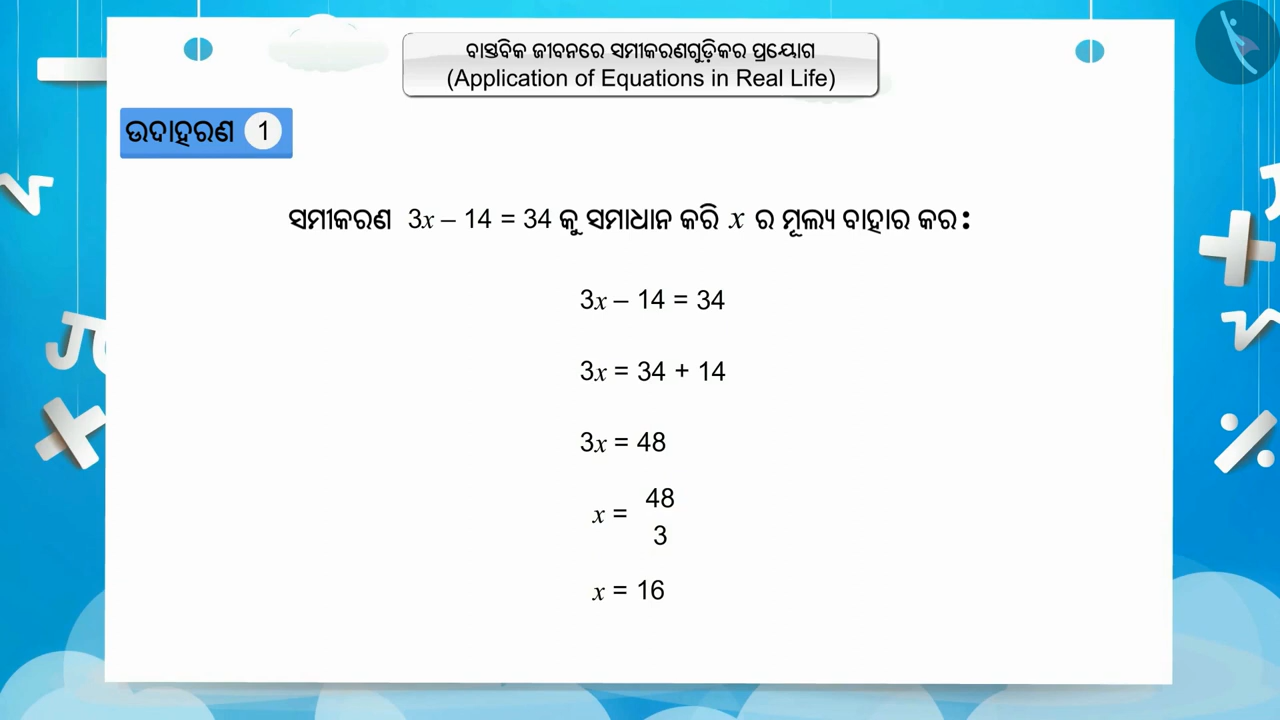 ବାସ୍ତବିକ ଜୀବନରେ ସମୀକରଣଗୁଡ଼ିକର ପ୍ରୟୋଗ
(Application of Equations in Real Life)
ଉଦାହରଣ 1
ସମୀକରଣ 3x – 14 = 34 କୁ ସମାଧାନ କରି x ର ମୂଲ୍ୟ ବାହାର କର:
3x – 14 = 34
3x = 34 + 14
3x = 48
x = 48
3
x = 16